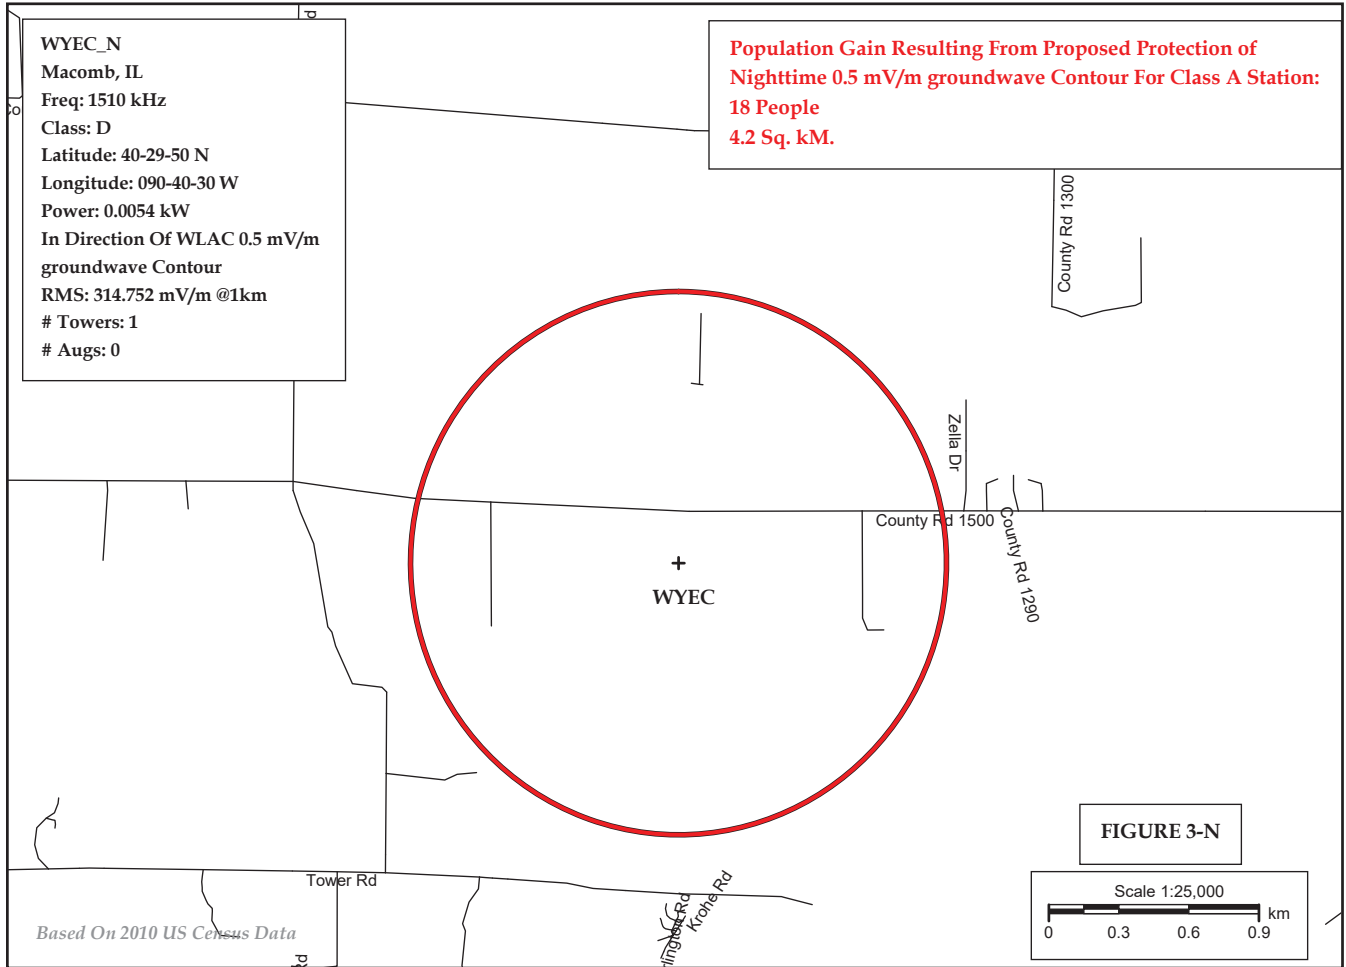 WYEC_N
Macomb, IL
Freq: 1510 kHz
Class: D
Latitude: 40-29-50 N
Longitude: 090-40-30 W
Power: 0.0054 kW
In Direction Of WLAC 0.5 mV/m
groundwave Contour
RMS: 314.752 mV/m @1km
# Towers: 1
# Augs: 0
Population Gain Resulting From Proposed Protection of
Nighttime 0.5 mV/m groundwave Contour For Class A Station:
18 People
4.2 Sq. kM.
County Rd 1300
Zella Dr
County Rd 1500
County Rd 1290
WYEC
FIGURE 3-N
Scale 1:25,000
km
0 0.3 0.6 0.9
Tower Rd
Krohe Rd
Based On 2010 US Census Data